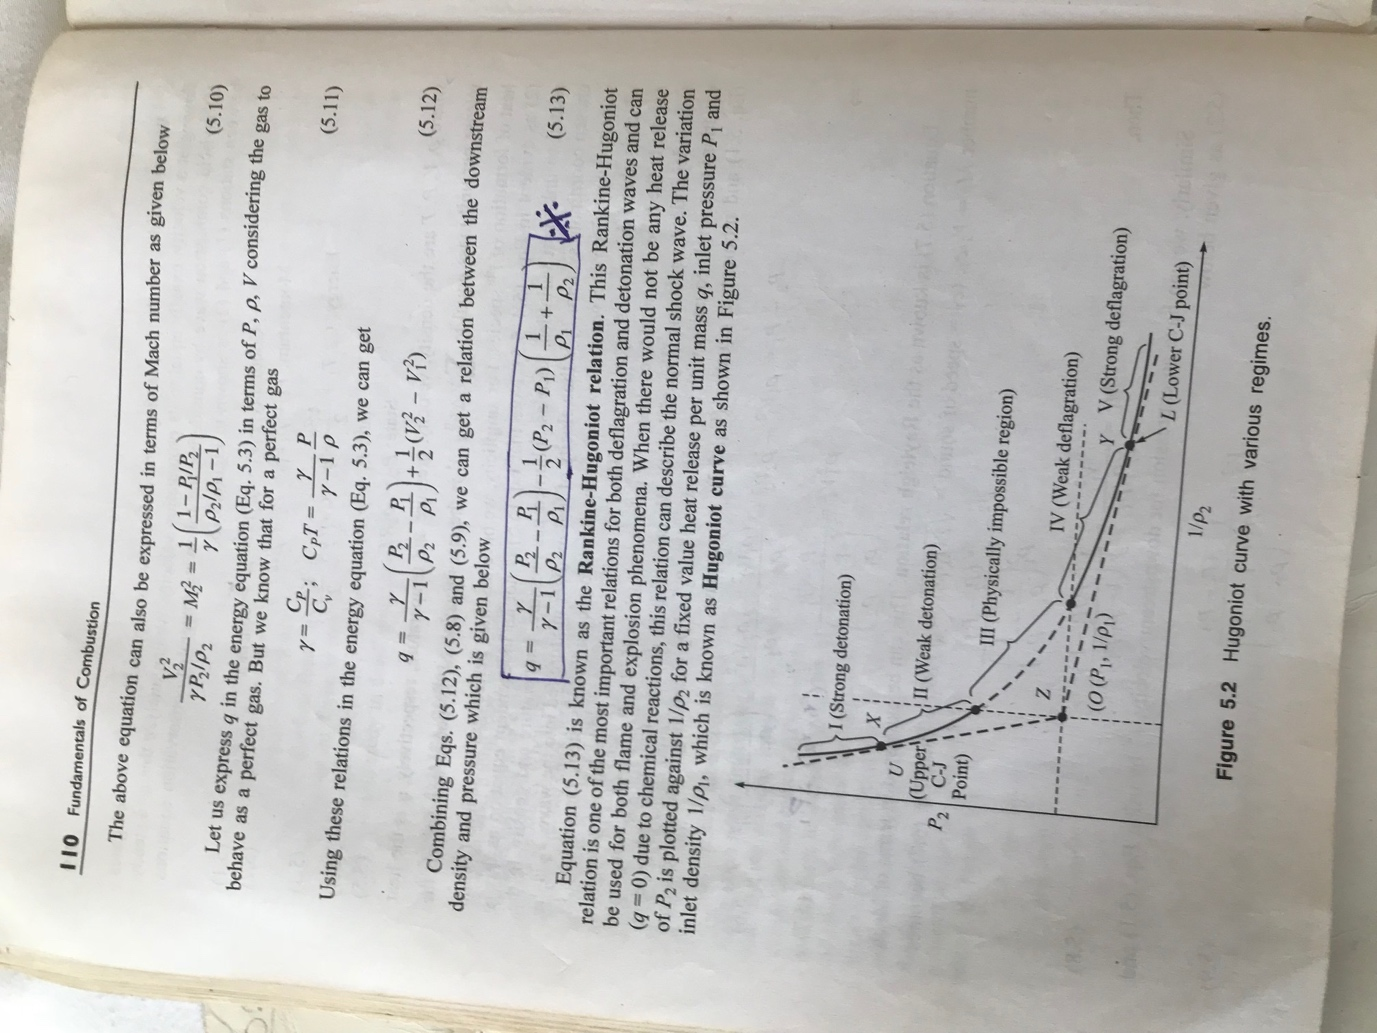 110 Fundamentals of Combustion
The above equation can also be expressed in terms of Mach number as given below
V₂²/(γP₂/ρ₂) = M₂² = (1/γ)((1 − P₁/P₂)/(ρ₂/ρ₁ − 1)) (5.10)
Let us express q in the energy equation (Eq. 5.3) in terms of P, ρ, V considering the gas to
behave as a perfect gas. But we know that for a perfect gas
γ = C_P/C_v; C_pT = (γ/(γ − 1))(P/ρ) (5.11)
Using these relations in the energy equation (Eq. 5.3), we can get
q = (γ/(γ − 1))(P₂/ρ₂ − P₁/ρ₁) + (1/2)(V₂² − V₁²) (5.12)
Combining Eqs. (5.12), (5.8) and (5.9), we can get a relation between the downstream
density and pressure which is given below
q = (γ/(γ − 1))(P₂/ρ₂ − P₁/ρ₁) − (1/2)(P₂ − P₁)(1/ρ₁ + 1/ρ₂) (5.13)
Equation (5.13) is known as the Rankine-Hugoniot relation. This Rankine-Hugoniot
relation is one of the most important relations for both deflagration and detonation waves and can
be used for both flame and explosion phenomena. When there would not be any heat release
(q = 0) due to chemical reactions, this relation can describe the normal shock wave. The variation
of P₂ is plotted against 1/ρ₂ for a fixed value heat release per unit mass q, inlet pressure P₁ and
inlet density 1/ρ₁, which is known as Hugoniot curve as shown in Figure 5.2.
I (Strong detonation)
X
U
(Upper
C-J
Point)
II (Weak detonation)
P₂
III (Physically impossible region)
Z
IV (Weak deflagration)
(O (P₁, 1/ρ₁)
Y
V (Strong deflagration)
L (Lower C-J point)
1/ρ₂
Figure 5.2 Hugoniot curve with various regimes.